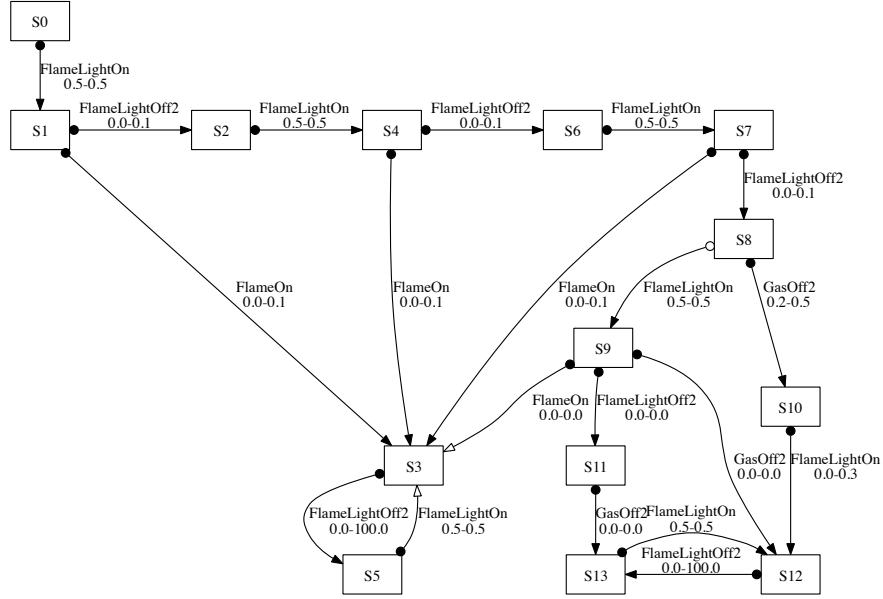 S0
FlameLightOn
0.5-0.5
S1
FlameLightOff2
0.0-0.1
S2
FlameLightOn
0.5-0.5
S4
FlameLightOff2
0.0-0.1
S6
FlameLightOn
0.5-0.5
S7
FlameLightOff2
0.0-0.1
S8
FlameOn
0.0-0.1
FlameOn
0.0-0.1
FlameOn
0.0-0.1
FlameLightOn
0.5-0.5
GasOff2
0.2-0.5
S9
S10
FlameOn
0.0-0.0
FlameLightOff2
0.0-0.0
GasOff2
0.0-0.0
FlameLightOn
0.0-0.3
S3
S11
FlameLightOff2
0.0-100.0
FlameLightOn
0.5-0.5
GasOff2
0.0-0.0
FlameLightOn
0.5-0.5
FlameLightOff2
0.0-100.0
S5
S13
S12